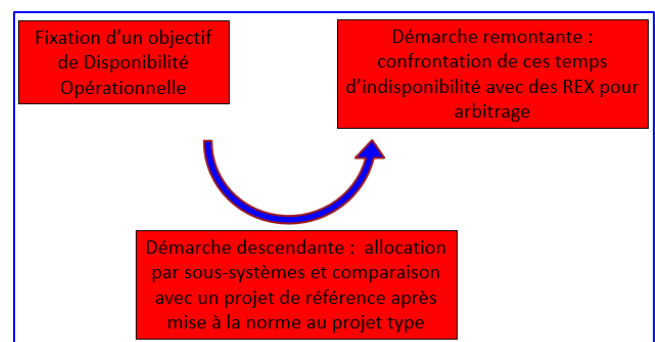 Fixation d'un objectif
de Disponibilité
Opérationnelle
Démarche remontante :
confrontation de ces temps
d'indisponibilité avec des REX pour
arbitrage
Démarche descendante : allocation
par sous-systèmes et comparaison
avec un projet de référence après
mise à la norme au projet type